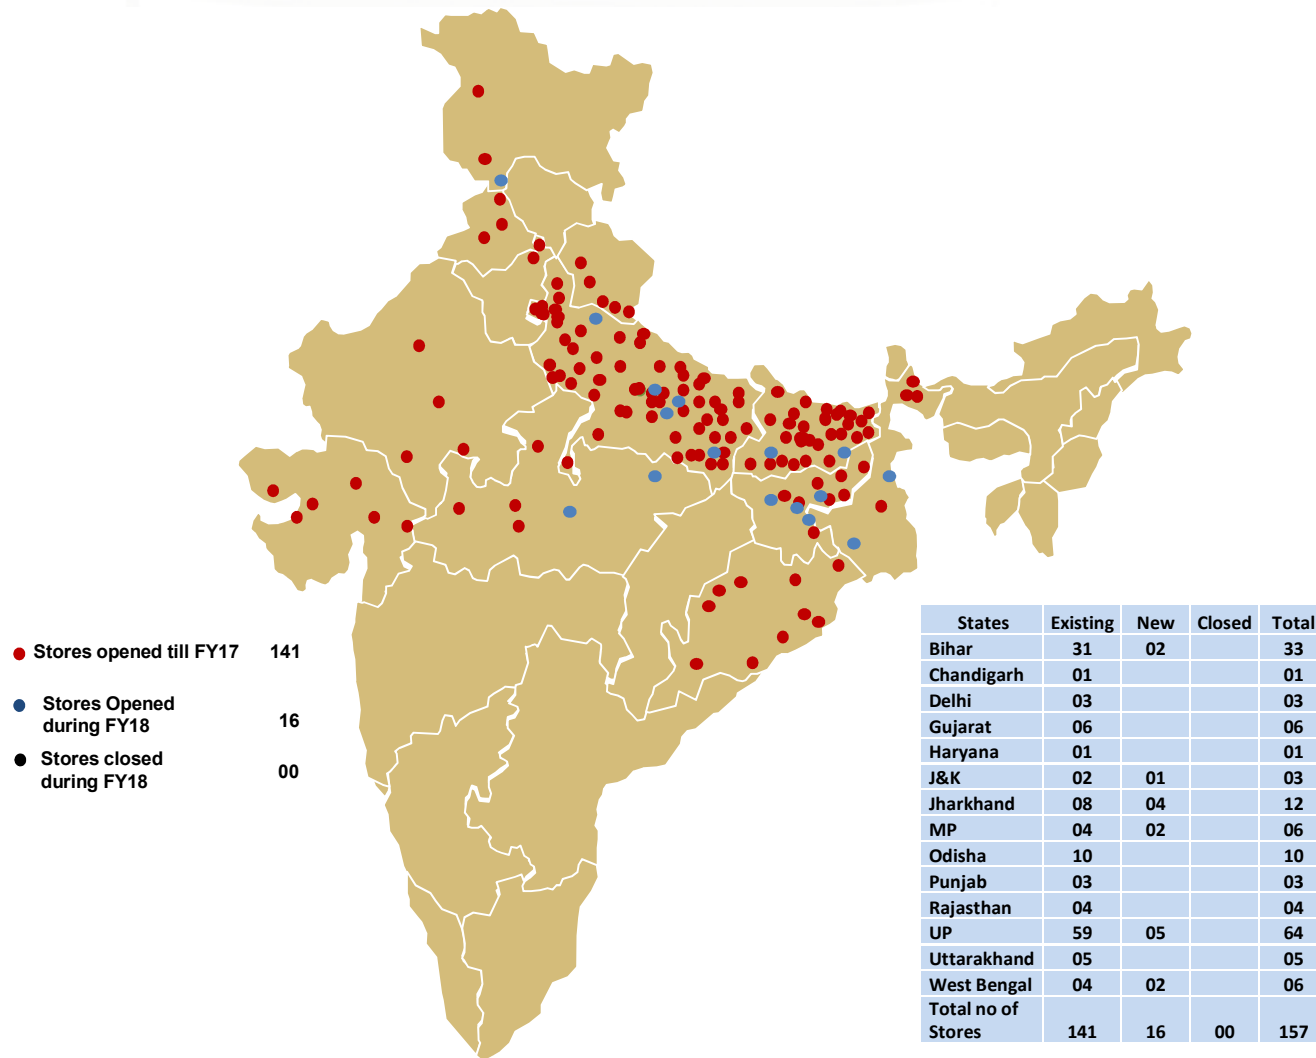 Stores opened till FY17 141
Stores Opened
during FY18 16
Stores closed
during FY18 00
States Existing New Closed Total
Bihar 31 02 33
Chandigarh 01 01
Delhi 03 03
Gujarat 06 06
Haryana 01 01
J&K 02 01 03
Jharkhand 08 04 12
MP 04 02 06
Odisha 10 10
Punjab 03 03
Rajasthan 04 04
UP 59 05 64
Uttarakhand 05 05
West Bengal 04 02 06
Total no of
Stores 141 16 00 157